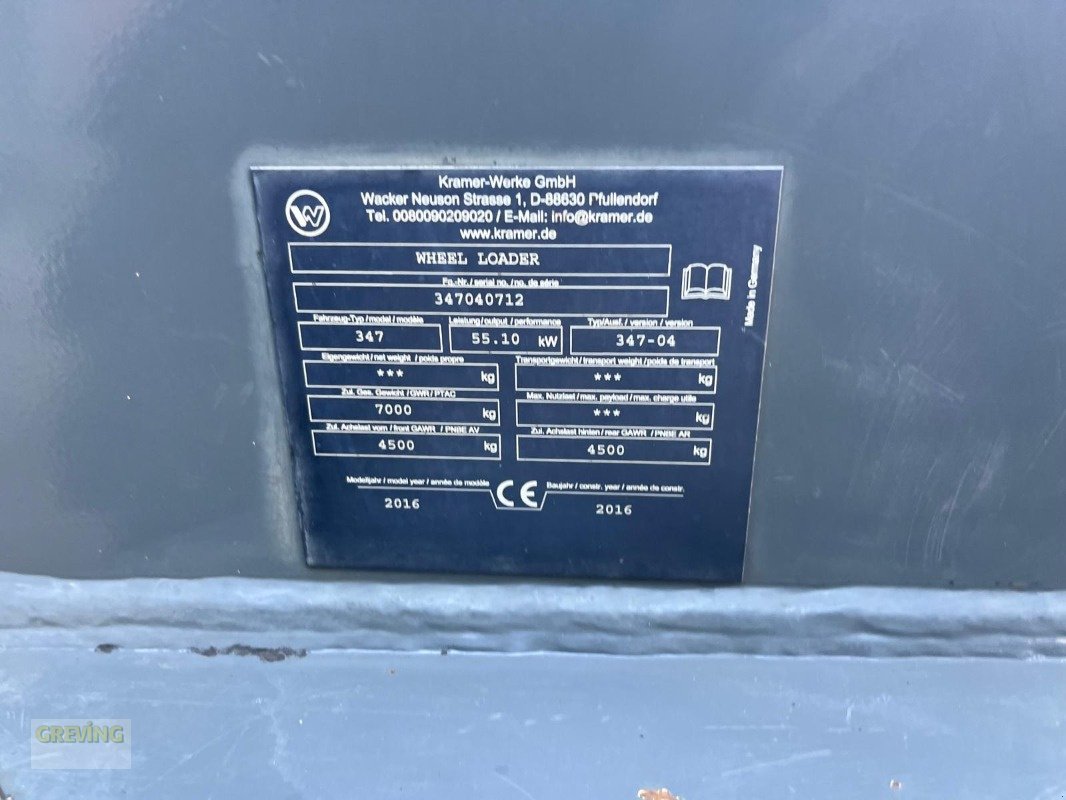 Kramer-Werke GmbH
Wacker Neuson Strasse 1, D-88630 Pfullendorf
Tel. 0080090209020 / E-Mail: info@kramer.de
www.kramer.de
WHEEL LOADER
Fg.-Nr. / serial no. / no. de série
347040712
Fahrzeug-Typ / model / modèle Leistung / output / performance Typ/Ausf. / version / version
347 55.10 kW 347-04
Eigengewicht / net weight / poids propre Transportgewicht / transport weight / poids de transport
*** kg *** kg
Zul. Ges. Gewicht / GWR / PTAC Max. Nutzlast / max. payload / max. charge utile
7000 kg *** kg
Zul. Achslast vorn / front GAWR / PNBE AV Zul. Achslast hinten / rear GAWR / PNBE AR
4500 kg 4500 kg
Modelljahr / model year / année de modèle CE Baujahr / constr. year / année de constr.
2016 2016
Made in Germany
GREVING